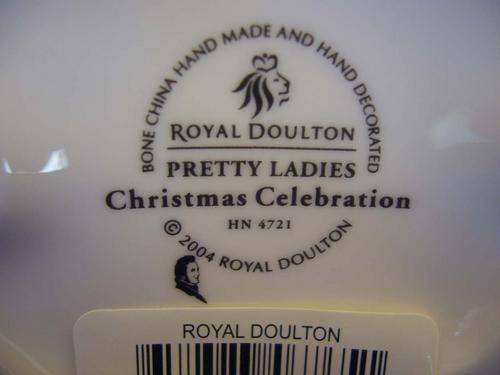 BONE CHINA HAND MADE AND HAND DECORATED
ROYAL DOULTON
PRETTY LADIES
Christmas Celebration
HN 4721
© 2004 ROYAL DOULTON
ROYAL DOULTON